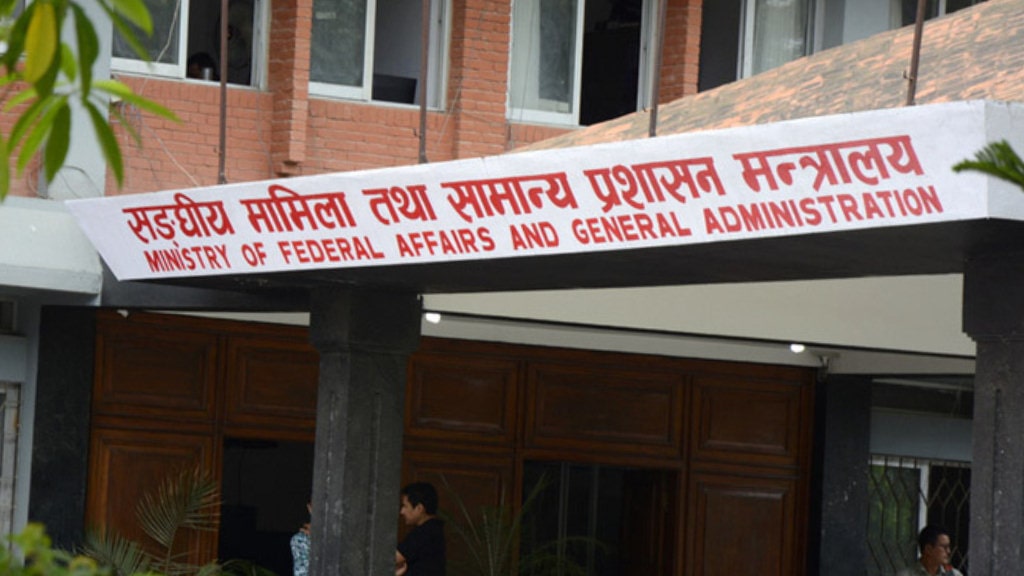 सङ्घीय मामिला तथा सामान्य प्रशासन मन्त्रालय
MINISTRY OF FEDERAL AFFAIRS AND GENERAL ADMINISTRATION